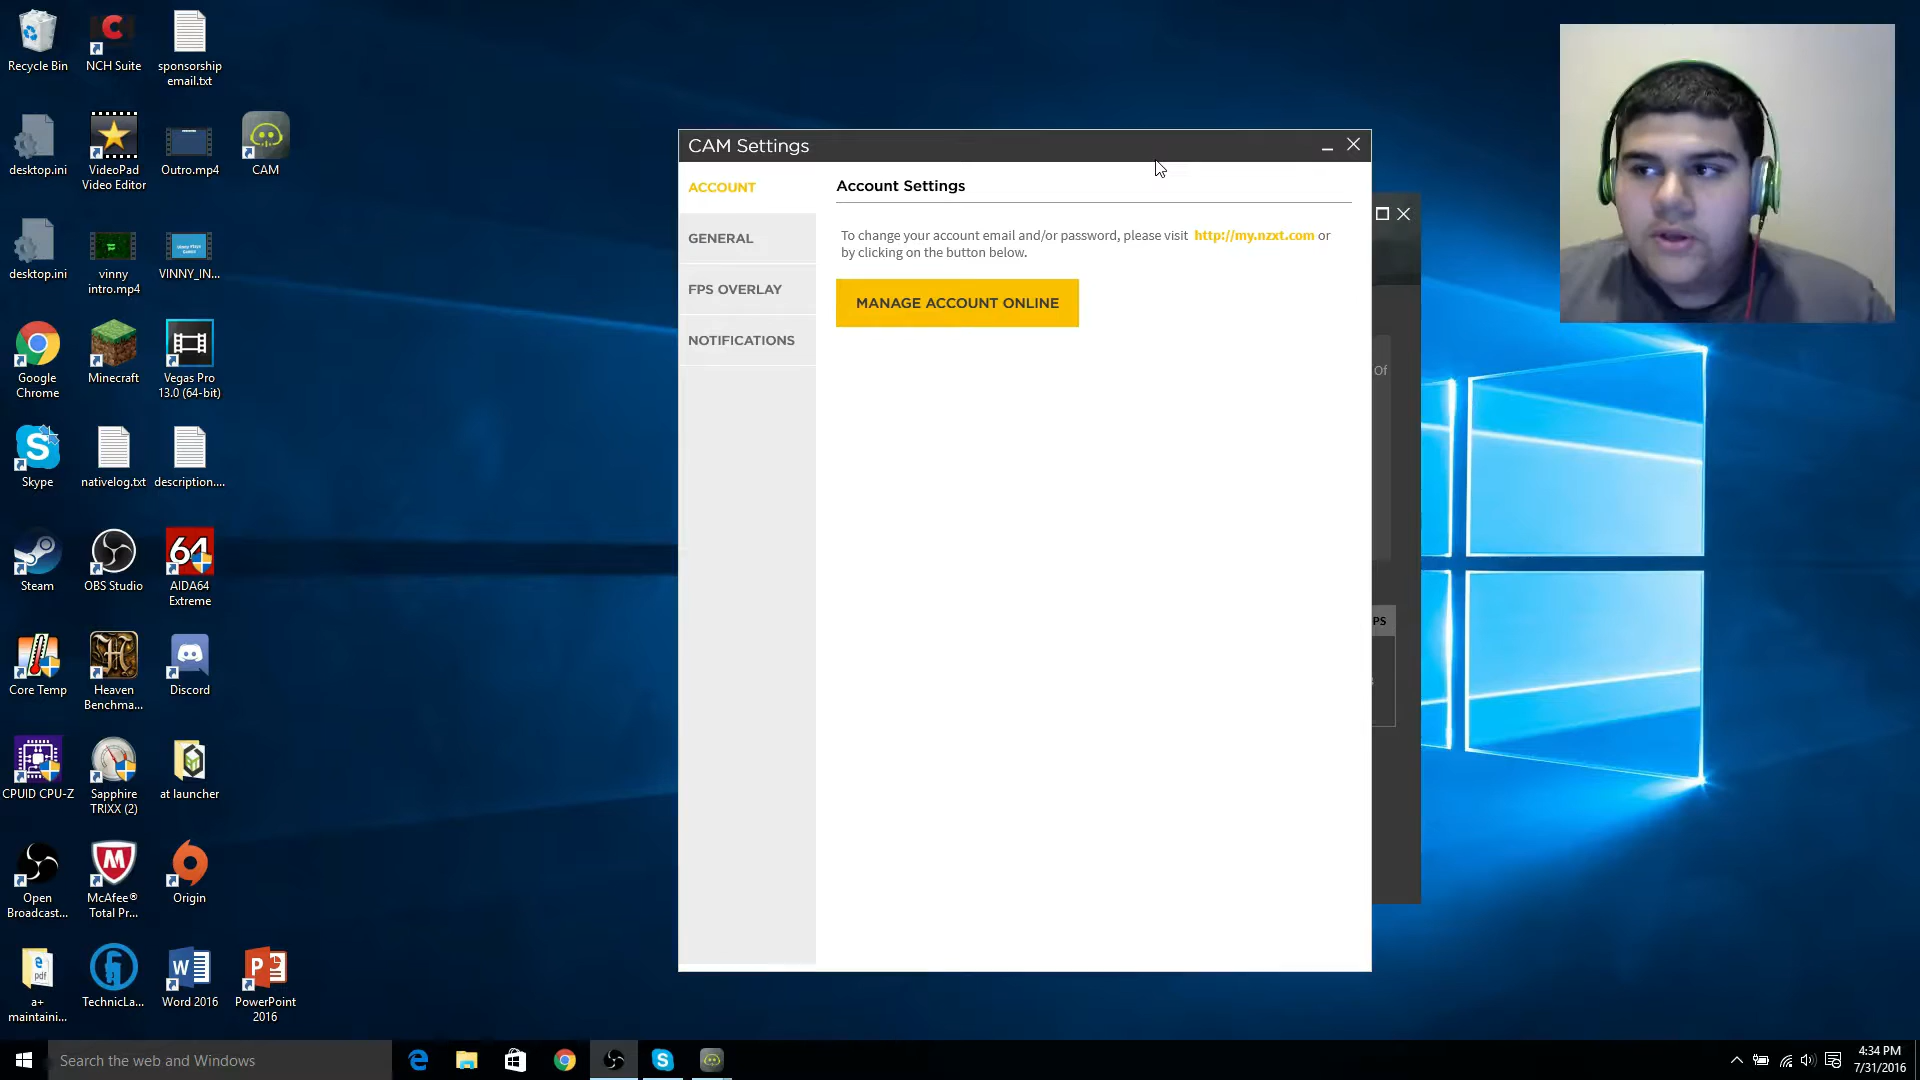 Recycle Bin
NCH Suite
sponsorship
email.txt
desktop.ini
VideoPad
Video Editor
Outro.mp4
CAM
desktop.ini
vinny
intro.mp4
VINNY_IN...
Google
Chrome
Minecraft
Vegas Pro
13.0 (64-bit)
Skype
nativelog.txt
description....
Steam
OBS Studio
64
AIDA64
Extreme
Core Temp
Heaven
Benchma...
Discord
CPUID CPU-Z
Sapphire
TRIXX (2)
at launcher
Open
Broadcast...
McAfee®
Total Pr...
Origin
pdf
a+
maintaini...
TechnicLa...
Word 2016
PowerPoint
2016
CAM Settings
ACCOUNT
GENERAL
FPS OVERLAY
NOTIFICATIONS
Account Settings
To change your account email and/or password, please visit http://my.nzxt.com or
by clicking on the button below.
MANAGE ACCOUNT ONLINE
Of
PS
Search the web and Windows
4:34 PM
7/31/2016